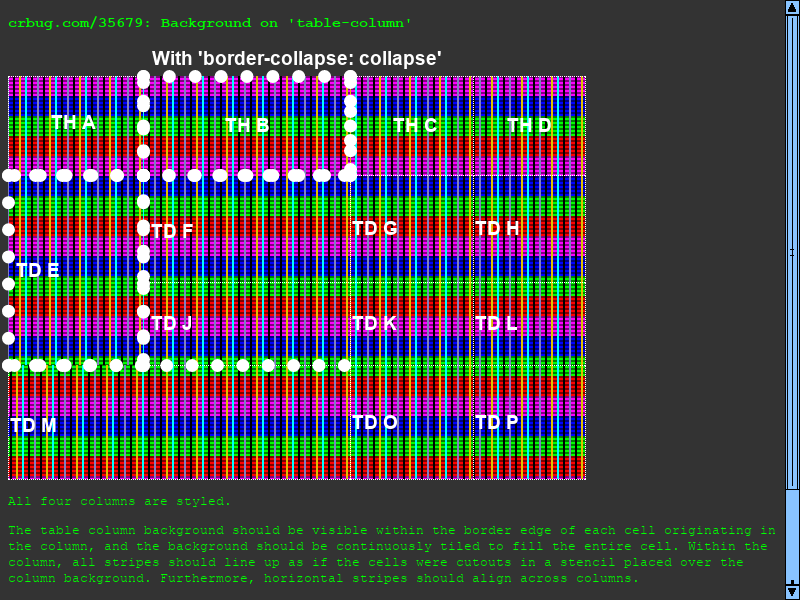 crbug.com/35679: Background on 'table-column'
With 'border-collapse: collapse'
TH A TH B TH C TH D
TD E TD F TD G TD H
TD J TD K TD L
TD M TD O TD P
All four columns are styled.
The table column background should be visible within the border edge of each cell originating in
the column, and the background should be continuously tiled to fill the entire cell. Within the
column, all stripes should line up as if the cells were cutouts in a stencil placed over the
column background. Furthermore, horizontal stripes should align across columns.